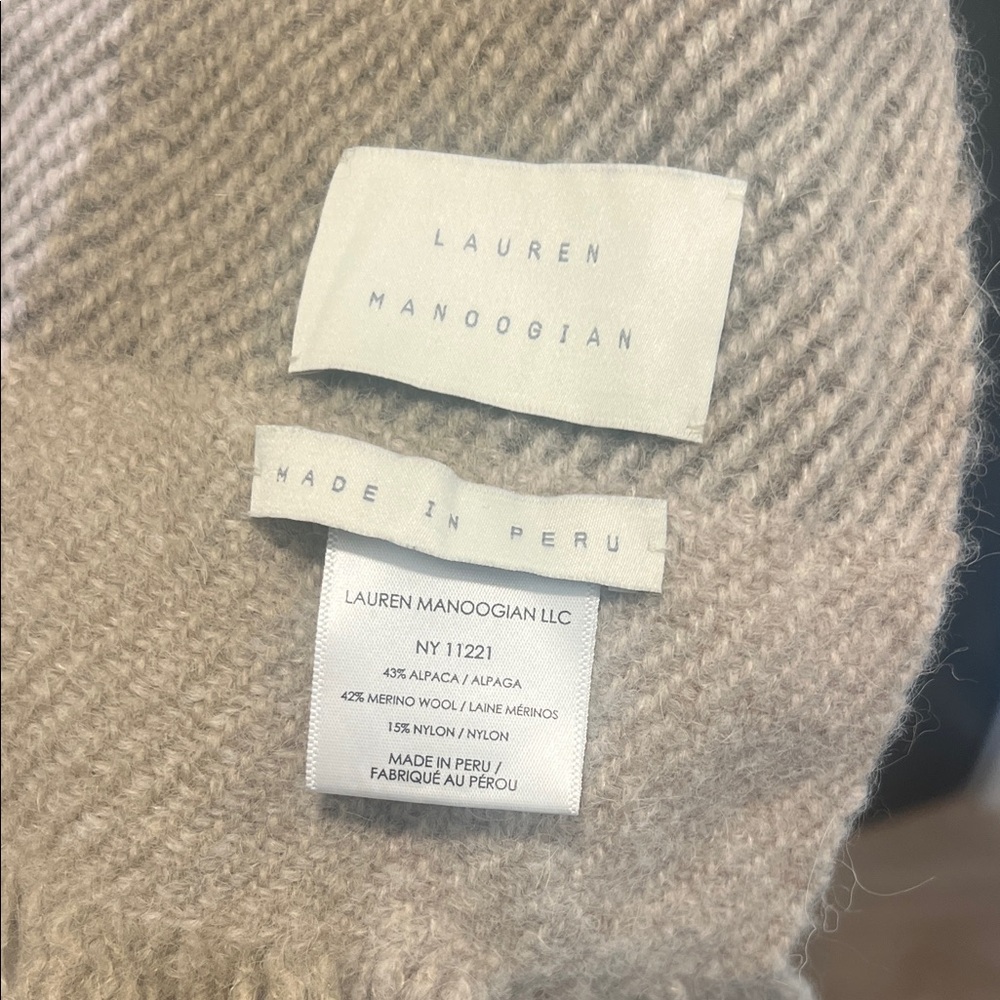 LAUREN
MANOOGIAN
MADE IN PERU
LAUREN MANOOGIAN LLC
NY 11221
43% ALPACA / ALPAGA
42% MERINO WOOL / LAINE MÉRINOS
15% NYLON / NYLON
MADE IN PERU /
FABRIQUÉ AU PÉROU